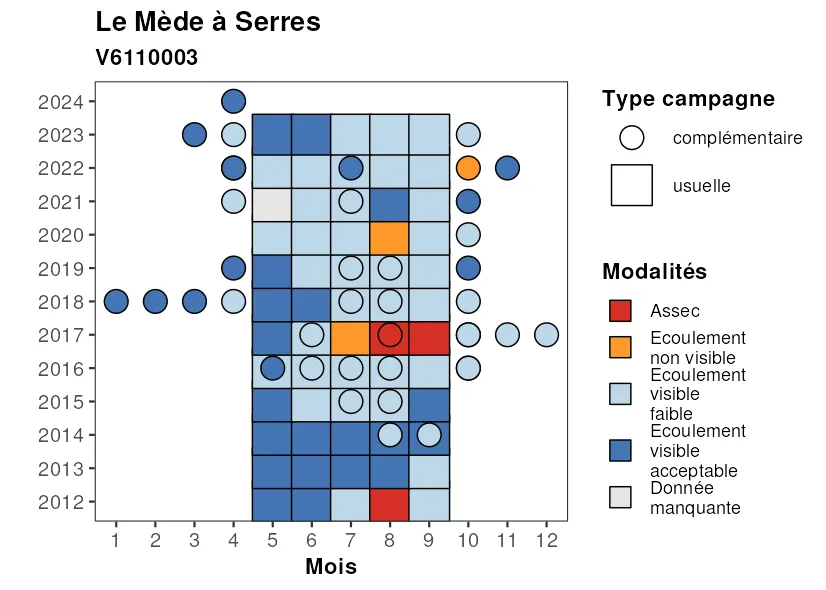 Le Mède à Serres
V6110003
2024
2023
2022
2021
2020
2019
2018
2017
2016
2015
2014
2013
2012
1 2 3 4 5 6 7 8 9 10 11 12
Mois
Type campagne
complémentaire
usuelle
Modalités
Assec
Ecoulement
non visible
Ecoulement
visible
faible
Ecoulement
visible
acceptable
Donnée
manquante